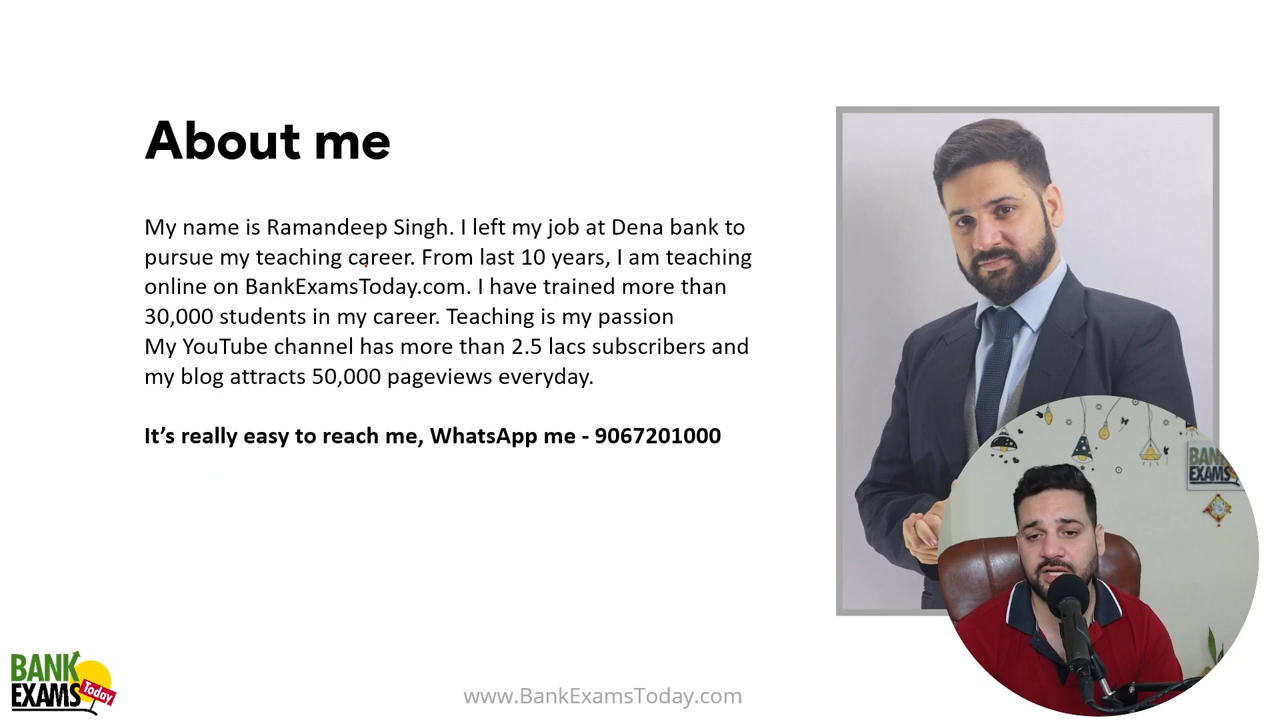 About me
My name is Ramandeep Singh. I left my job at Dena bank to
pursue my teaching career. From last 10 years, I am teaching
online on BankExamsToday.com. I have trained more than
30,000 students in my career. Teaching is my passion
My YouTube channel has more than 2.5 lacs subscribers and
my blog attracts 50,000 pageviews everyday.
It’s really easy to reach me, WhatsApp me - 9067201000
BANK
EXAMS
BANK
EXAMS
Today
www.BankExamsToday.com